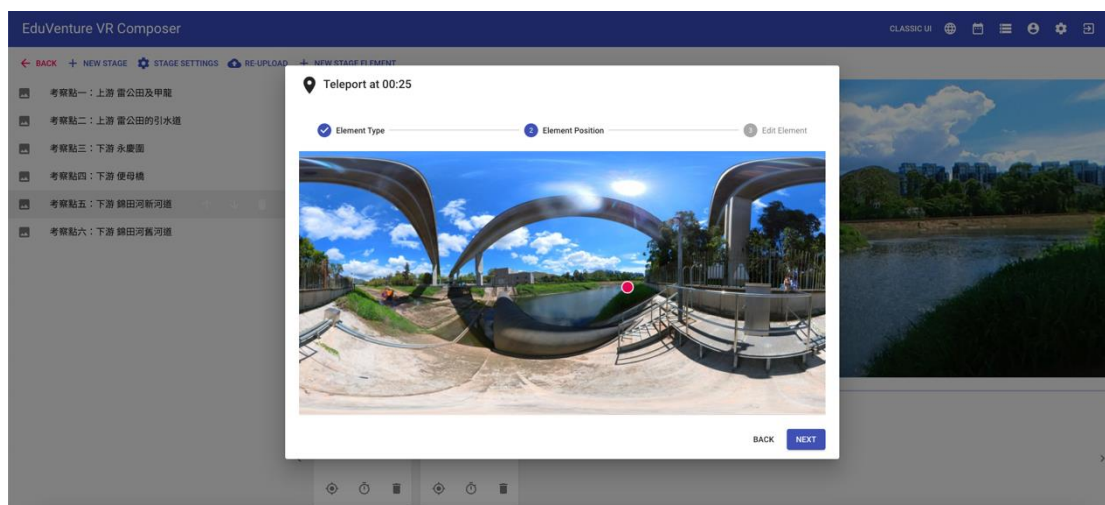 EduVenture VR Composer
CLASSIC UI
BACK NEW STAGE STAGE SETTINGS RE-UPLOAD NEW STAGE ELEMENT
Teleport at 00:25
考察點一：上游 雷公田及甲龍
考察點二：上游 雷公田的引水道
考察點三：下游 永慶圍
考察點四：下游 便母橋
考察點五：下游 錦田河新河道
考察點六：下游 錦田河舊河道
Element Type
2 Element Position
3 Edit Element
BACK NEXT